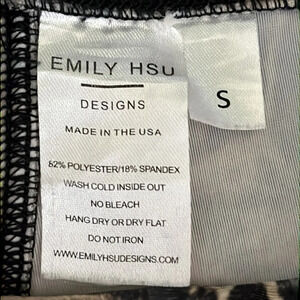 EMILY HSU
DESIGNS
MADE IN THE USA
82% POLYESTER/18% SPANDEX
WASH COLD INSIDE OUT
NO BLEACH
HANG DRY OR DRY FLAT
DO NOT IRON
WWW.EMILYHSUDESIGNS.COM
S